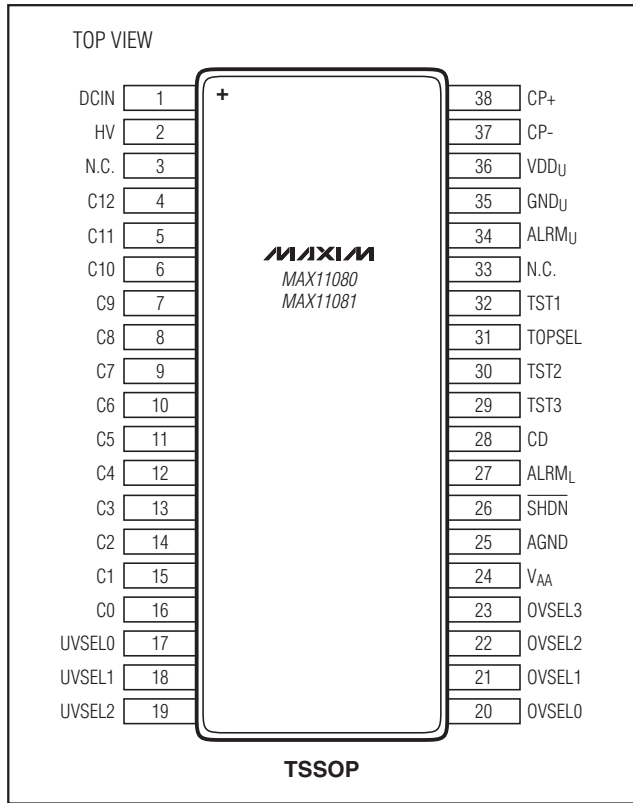 TOP VIEW
+
DCIN 1 38 CP+
HV 2 37 CP-
N.C. 3 36 VDDU
C12 4 35 GNDU
C11 5 34 ALRMU
MAXIM
C10 6 33 N.C.
MAX11080
C9 7 32 TST1
MAX11081
C8 8 31 TOPSEL
C7 9 30 TST2
C6 10 29 TST3
C5 11 28 CD
C4 12 27 ALRML
C3 13 26 SHDN
C2 14 25 AGND
C1 15 24 VAA
C0 16 23 OVSEL3
UVSEL0 17 22 OVSEL2
UVSEL1 18 21 OVSEL1
UVSEL2 19 20 OVSEL0
TSSOP